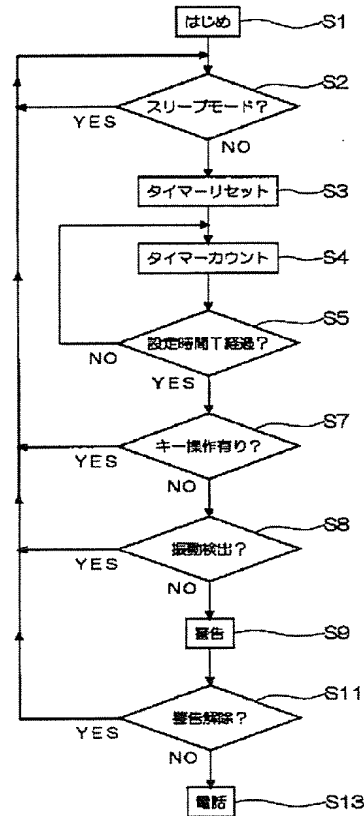 はじめ S1
スリープモード? S2
YES
NO
タイマーリセット S3
タイマーカウント S4
設定時間T経過? S5
NO
YES
キー操作有り? S7
YES
NO
振動検出? S8
YES
NO
警告 S9
警告解除? S11
YES
NO
電話 S13